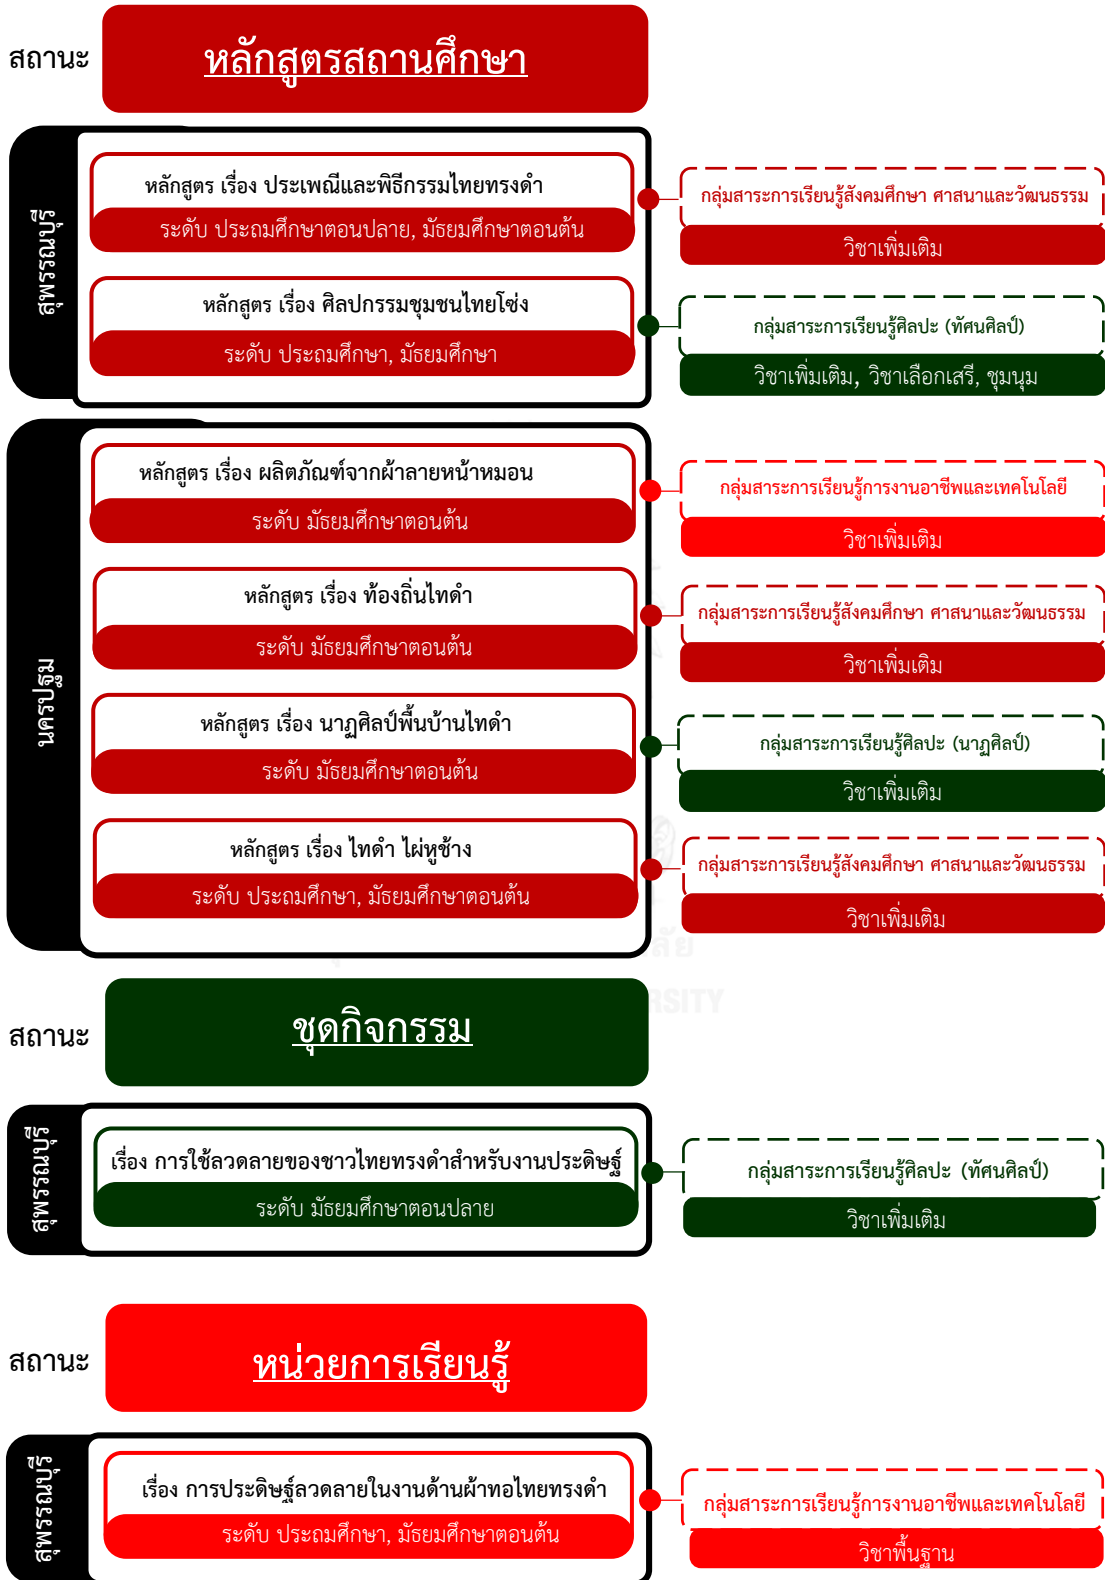 สถานะ
หลักสูตรสถานศึกษา
สุพรรณบุรี
หลักสูตร เรื่อง ประเพณีและพิธีกรรมไทยทรงดำ
ระดับ ประถมศึกษาตอนปลาย, มัธยมศึกษาตอนต้น
กลุ่มสาระการเรียนรู้สังคมศึกษา ศาสนาและวัฒนธรรม
วิชาเพิ่มเติม
หลักสูตร เรื่อง ศิลปกรรมชุมชนไทยโซ่ง
ระดับ ประถมศึกษา, มัธยมศึกษา
กลุ่มสาระการเรียนรู้ศิลปะ (ทัศนศิลป์)
วิชาเพิ่มเติม, วิชาเลือกเสรี, ชุมนุม
นครปฐม
หลักสูตร เรื่อง ผลิตภัณฑ์จากผ้าลายหน้าหมอน
ระดับ มัธยมศึกษาตอนต้น
กลุ่มสาระการเรียนรู้การงานอาชีพและเทคโนโลยี
วิชาเพิ่มเติม
หลักสูตร เรื่อง ท้องถิ่นไทดำ
ระดับ มัธยมศึกษาตอนต้น
กลุ่มสาระการเรียนรู้สังคมศึกษา ศาสนาและวัฒนธรรม
วิชาเพิ่มเติม
หลักสูตร เรื่อง นาฏศิลป์พื้นบ้านไทดำ
ระดับ มัธยมศึกษาตอนต้น
กลุ่มสาระการเรียนรู้ศิลปะ (นาฏศิลป์)
วิชาเพิ่มเติม
หลักสูตร เรื่อง ไทดำ ไผ่หูช้าง
ระดับ ประถมศึกษา, มัธยมศึกษาตอนต้น
กลุ่มสาระการเรียนรู้สังคมศึกษา ศาสนาและวัฒนธรรม
วิชาเพิ่มเติม
ลัย
RSITY
สถานะ
ชุดกิจกรรม
สุพรรณบุรี
เรื่อง การใช้ลวดลายของชาวไทยทรงดำสำหรับงานประดิษฐ์
ระดับ มัธยมศึกษาตอนปลาย
กลุ่มสาระการเรียนรู้ศิลปะ (ทัศนศิลป์)
วิชาเพิ่มเติม
สถานะ
หน่วยการเรียนรู้
สุพรรณบุรี
เรื่อง การประดิษฐ์ลวดลายในงานด้านผ้าทอไทยทรงดำ
ระดับ ประถมศึกษา, มัธยมศึกษาตอนต้น
กลุ่มสาระการเรียนรู้การงานอาชีพและเทคโนโลยี
วิชาพื้นฐาน